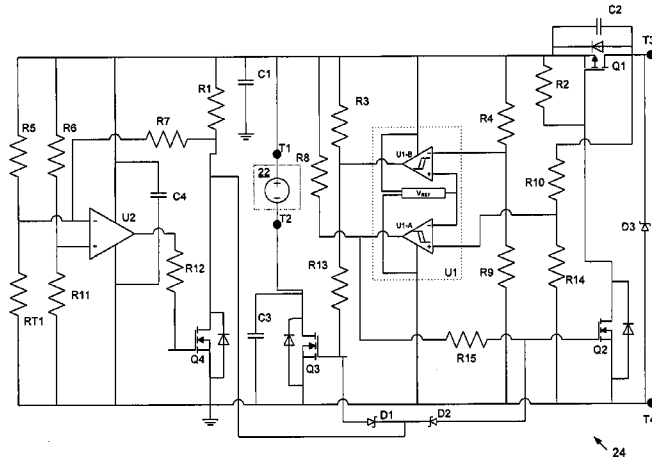 C2
T3
Q1
R1
C1
R2
R5
R6
R7
R3
R4
T1
R8
22
U1-B
C4
VREF
R10
U2
T2
U1-A
D3
R12
R13
U1
R9
R14
RT1
R11
C3
Q4
Q3
R15
Q2
D1
D2
T4
24